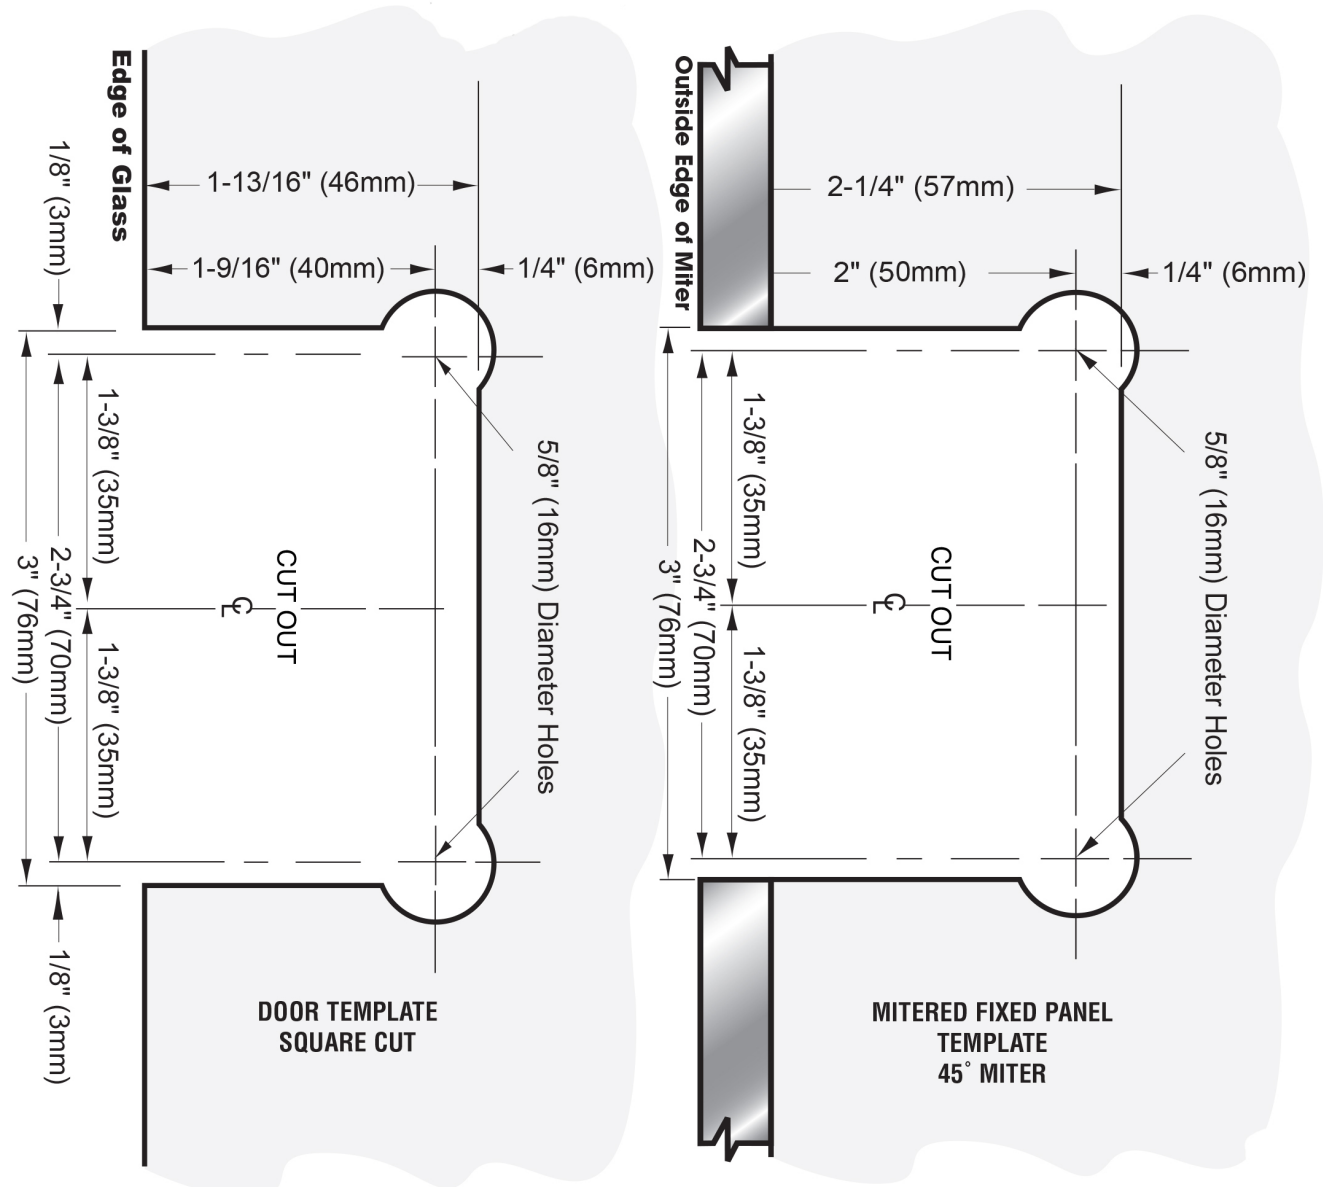 Edge of Glass
1/8" (3mm)
1-13/16" (46mm)
1-9/16" (40mm)
1/4" (6mm)
1-3/8" (35mm)
2-3/4" (70mm)
3" (76mm)
1-3/8" (35mm)
1/8" (3mm)
CL
CUT OUT
5/8" (16mm) Diameter Holes
DOOR TEMPLATE
SQUARE CUT
Outside Edge of Miter
2-1/4" (57mm)
2" (50mm)
1/4" (6mm)
1-3/8" (35mm)
2-3/4" (70mm)
3" (76mm)
1-3/8" (35mm)
CL
CUT OUT
5/8" (16mm) Diameter Holes
MITERED FIXED PANEL
TEMPLATE
45° MITER